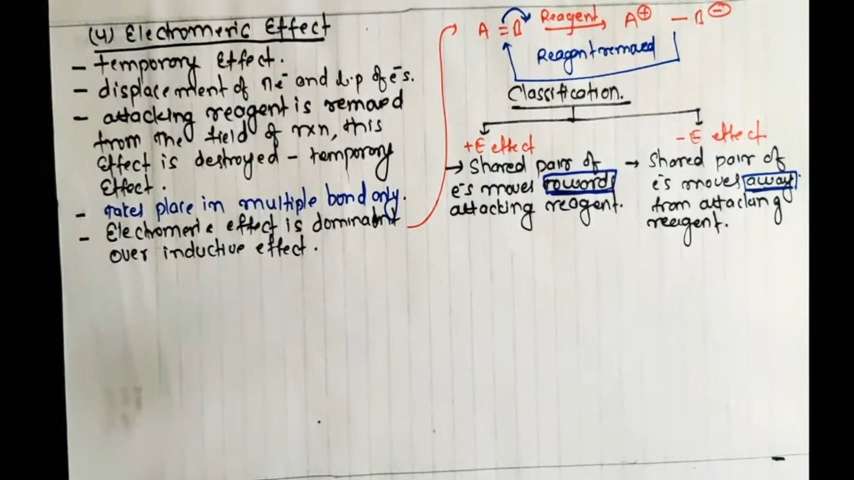 (4) Electromeric Effect
- temporary Effect.
- displacement of πe⁻ and l.p of e⁻s.
- attacking reagent is removed
from the field of rxn, this
Effect is destroyed - temporary
Effect.
- takes place in multiple bond only.
- Electromeric effect is dominant
over inductive effect.
A = B Reagent → A⊕ - B⊖
Reagent removed
Classification.
+E effect
→ Shared pair of
e⁻s moves towards
attacking reagent.
- E effect
→ Shared pair of
e⁻s moves away
from attacking
reagent.